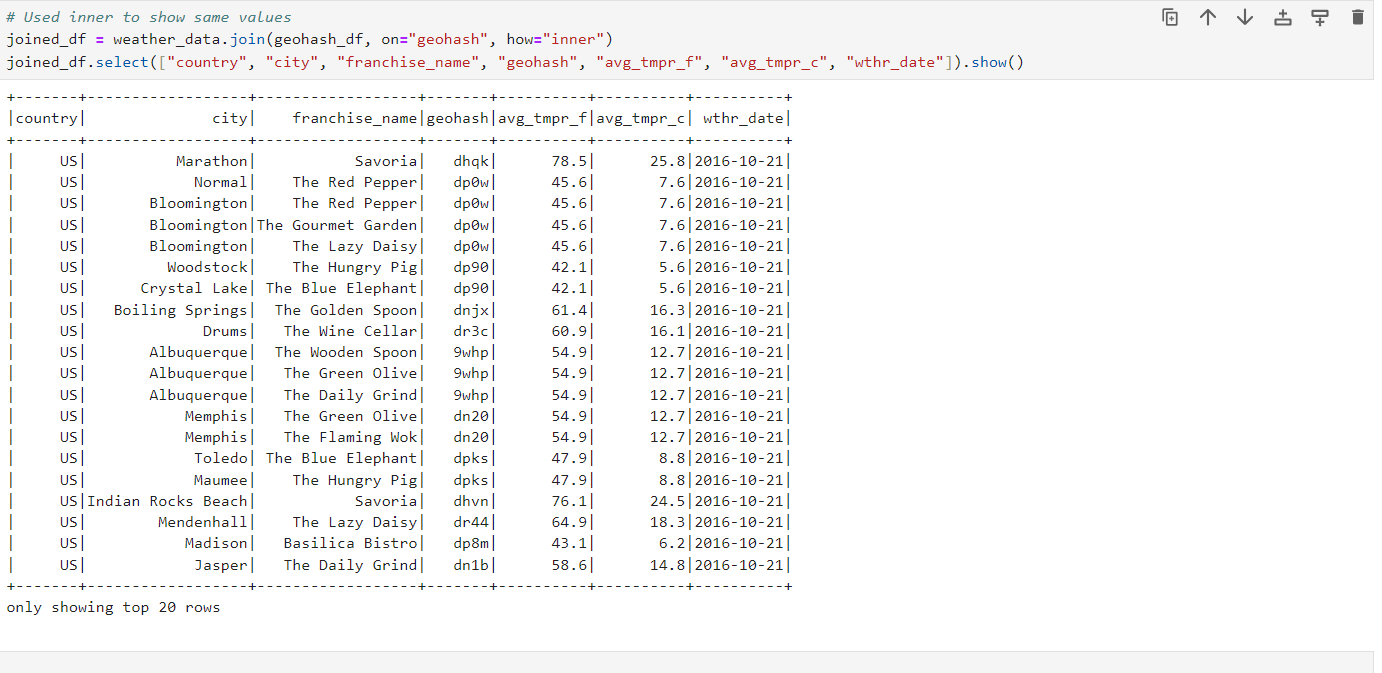 # Used inner to show same values
joined_df = weather_data.join(geohash_df, on="geohash", how="inner")
joined_df.select(["country", "city", "franchise_name", "geohash", "avg_tmpr_f", "avg_tmpr_c", "wthr_date"]).show()
+-------+------------------+------------------+-------+----------+----------+----------+
|country|              city|    franchise_name|geohash|avg_tmpr_f|avg_tmpr_c| wthr_date|
+-------+------------------+------------------+-------+----------+----------+----------+
|     US|          Marathon|           Savoria|   dhqk|      78.5|      25.8|2016-10-21|
|     US|            Normal|    The Red Pepper|   dp0w|      45.6|       7.6|2016-10-21|
|     US|       Bloomington|    The Red Pepper|   dp0w|      45.6|       7.6|2016-10-21|
|     US|       Bloomington|The Gourmet Garden|   dp0w|      45.6|       7.6|2016-10-21|
|     US|       Bloomington|    The Lazy Daisy|   dp0w|      45.6|       7.6|2016-10-21|
|     US|         Woodstock|    The Hungry Pig|   dp90|      42.1|       5.6|2016-10-21|
|     US|      Crystal Lake| The Blue Elephant|   dp90|      42.1|       5.6|2016-10-21|
|     US|   Boiling Springs|  The Golden Spoon|   dnjx|      61.4|      16.3|2016-10-21|
|     US|             Drums|   The Wine Cellar|   dr3c|      60.9|      16.1|2016-10-21|
|     US|       Albuquerque|  The Wooden Spoon|   9whp|      54.9|      12.7|2016-10-21|
|     US|       Albuquerque|   The Green Olive|   9whp|      54.9|      12.7|2016-10-21|
|     US|       Albuquerque|   The Daily Grind|   9whp|      54.9|      12.7|2016-10-21|
|     US|           Memphis|   The Green Olive|   dn20|      54.9|      12.7|2016-10-21|
|     US|           Memphis|   The Flaming Wok|   dn20|      54.9|      12.7|2016-10-21|
|     US|            Toledo| The Blue Elephant|   dpks|      47.9|       8.8|2016-10-21|
|     US|            Maumee|    The Hungry Pig|   dpks|      47.9|       8.8|2016-10-21|
|     US|Indian Rocks Beach|           Savoria|   dhvn|      76.1|      24.5|2016-10-21|
|     US|        Mendenhall|    The Lazy Daisy|   dr44|      64.9|      18.3|2016-10-21|
|     US|           Madison|   Basilica Bistro|   dp8m|      43.1|       6.2|2016-10-21|
|     US|            Jasper|   The Daily Grind|   dn1b|      58.6|      14.8|2016-10-21|
+-------+------------------+------------------+-------+----------+----------+----------+
only showing top 20 rows